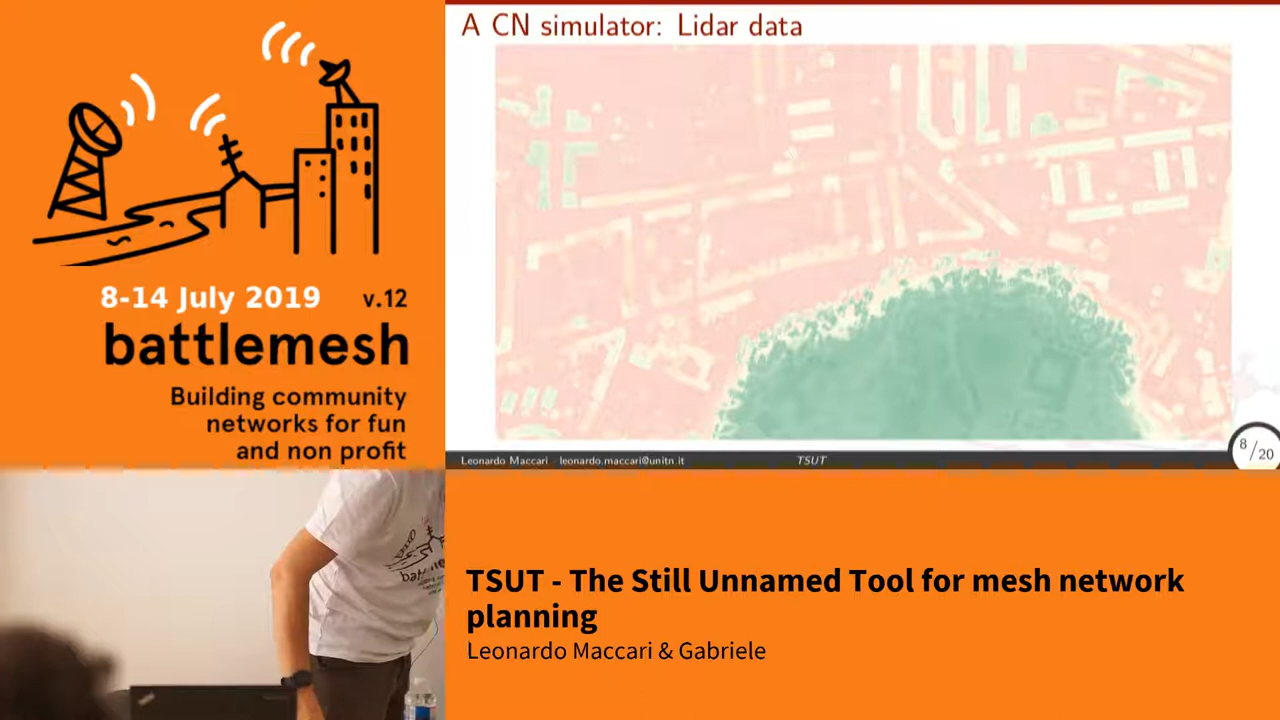 8-14 July 2019 v.12
battlemesh
Building community
networks for fun
and non profit
A CN simulator: Lidar data
Leonardo Maccari leonardo.maccari@unitn.it TSUT
8/20
TSUT - The Still Unnamed Tool for mesh network
planning
Leonardo Maccari & Gabriele